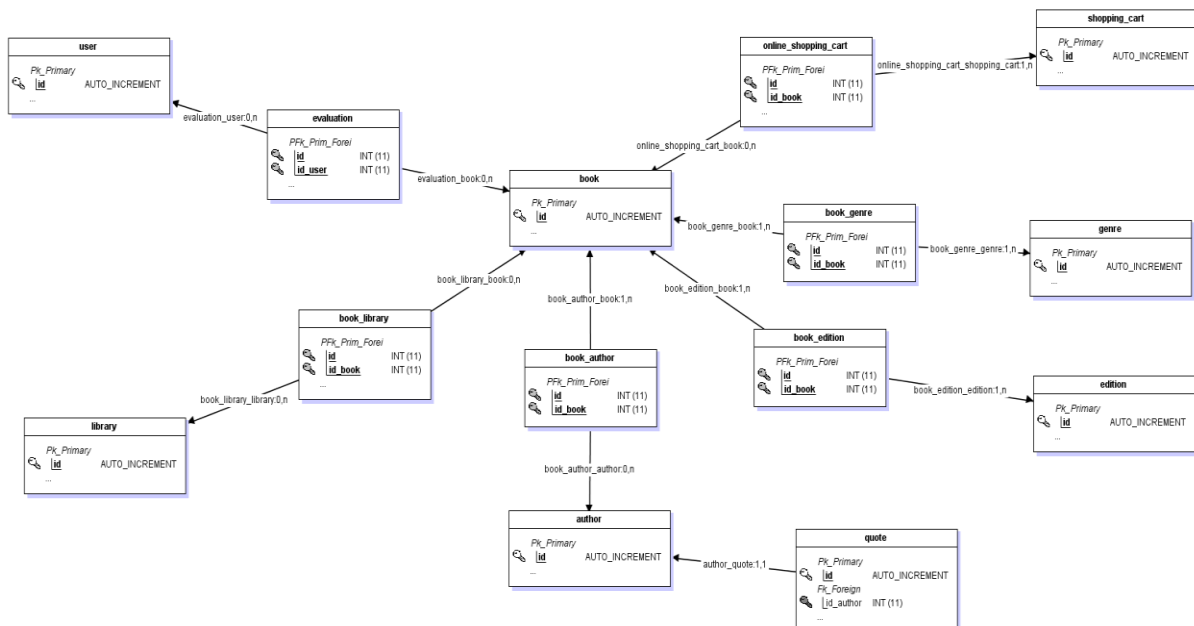 shopping_cart
Pk_Primary
id AUTO_INCREMENT
...
online_shopping_cart
PFk_Prim_Forei
id INT (11)
id_book INT (11)
...
online_shopping_cart_shopping_cart:1,n
user
Pk_Primary
id AUTO_INCREMENT
...
evaluation_user:0,n
evaluation
PFk_Prim_Forei
id INT (11)
id_user INT (11)
...
evaluation_book:0,n
online_shopping_cart_book:0,n
book
Pk_Primary
id AUTO_INCREMENT
...
book_genre_book:1,n
book_genre
PFk_Prim_Forei
id INT (11)
id_book INT (11)
book_genre_genre:1,n
genre
Pk_Primary
id AUTO_INCREMENT
...
book_library_book:0,n
book_author_book:1,n
book_edition_book:1,n
book_library
PFk_Prim_Forei
id INT (11)
id_book INT (11)
...
book_author
PFk_Prim_Forei
id INT (11)
id_book INT (11)
book_edition
PFk_Prim_Forei
id INT (11)
id_book INT (11)
book_edition_edition:1,n
edition
Pk_Primary
id AUTO_INCREMENT
...
book_library_library:0,n
library
Pk_Primary
id AUTO_INCREMENT
...
book_author_author:0,n
author
Pk_Primary
id AUTO_INCREMENT
...
author_quote:1,1
quote
Pk_Primary
id AUTO_INCREMENT
Fk_Foreign
id_author INT (11)
...